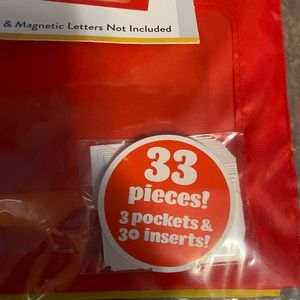 & Magnetic Letters Not Included
33
pieces!
3 pockets &
30 inserts!